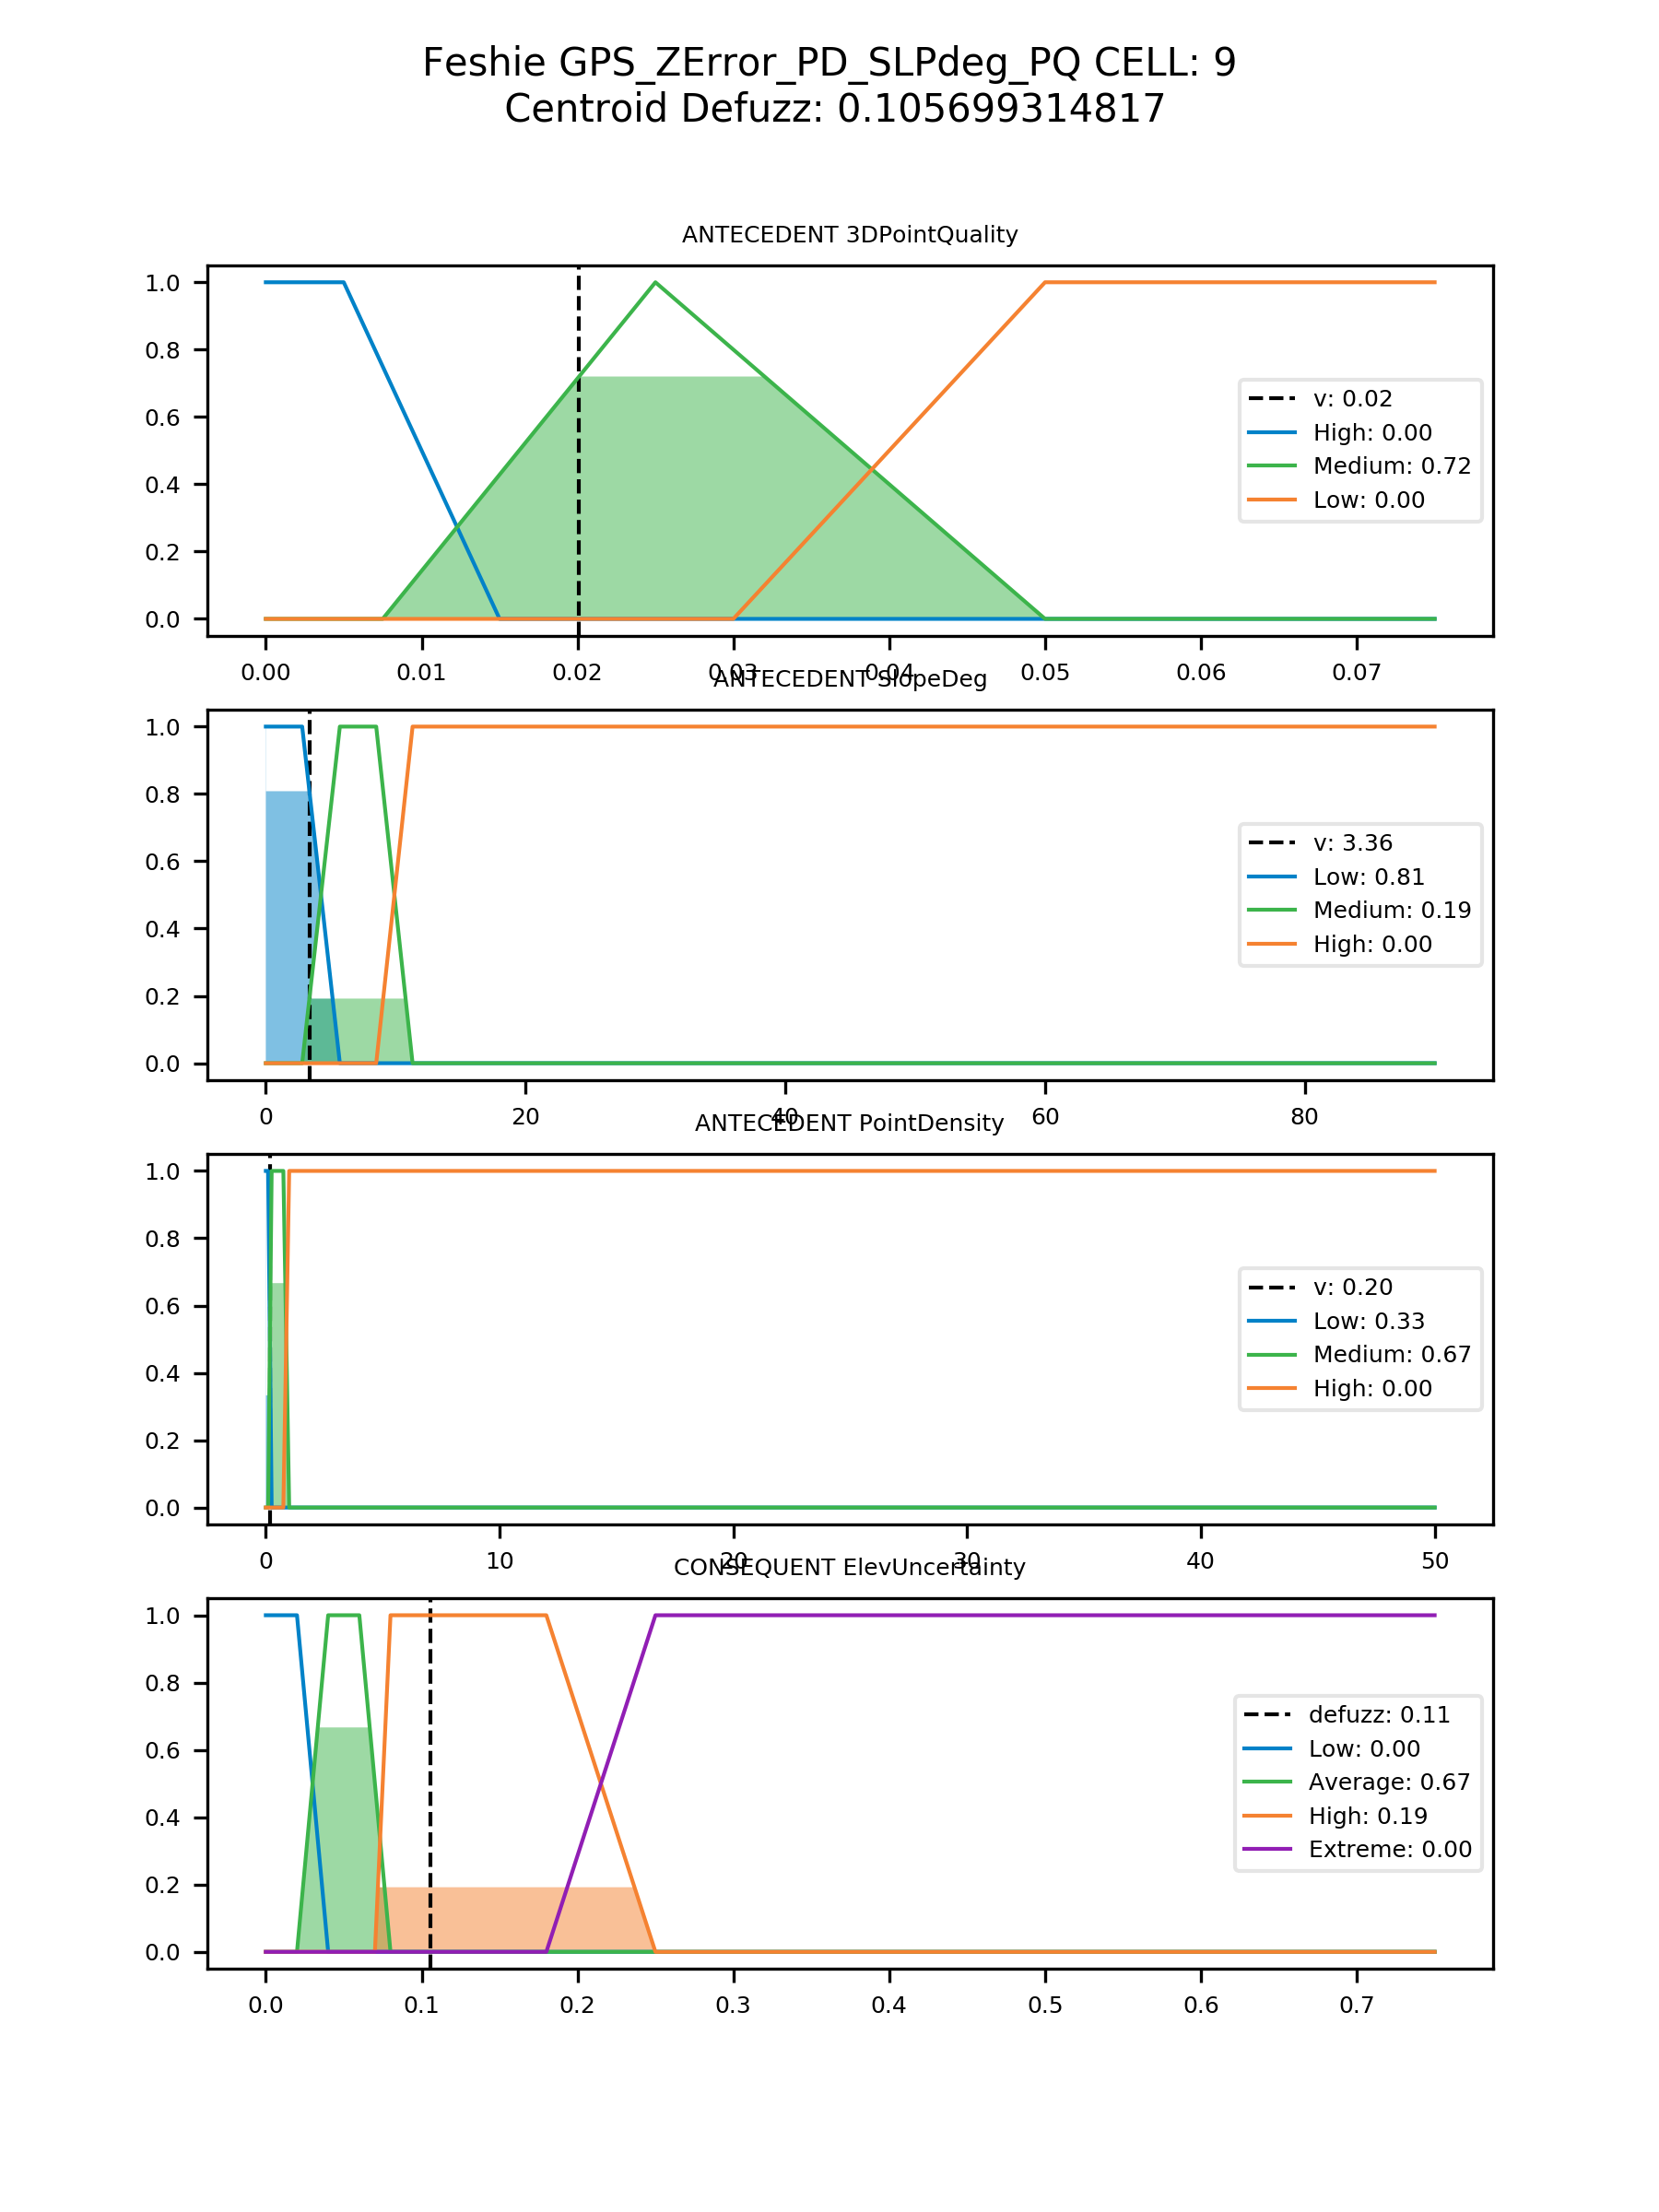 Feshie GPS_ZError_PD_SLPdeg_PQ CELL: 9
Centroid Defuzz: 0.105699314817
ANTECEDENT 3DPointQuality
1.0
0.8
0.6
0.4
0.2
0.0
v: 0.02
High: 0.00
Medium: 0.72
Low: 0.00
0.00 0.01 0.02 0.03 0.04 0.05 0.06 0.07
ANTECEDENT SlopeDeg
1.0
0.8
0.6
0.4
0.2
0.0
v: 3.36
Low: 0.81
Medium: 0.19
High: 0.00
0 20 40 60 80
ANTECEDENT PointDensity
1.0
0.8
0.6
0.4
0.2
0.0
v: 0.20
Low: 0.33
Medium: 0.67
High: 0.00
0 10 20 30 40 50
CONSEQUENT ElevUncertainty
1.0
0.8
0.6
0.4
0.2
0.0
defuzz: 0.11
Low: 0.00
Average: 0.67
High: 0.19
Extreme: 0.00
0.0 0.1 0.2 0.3 0.4 0.5 0.6 0.7